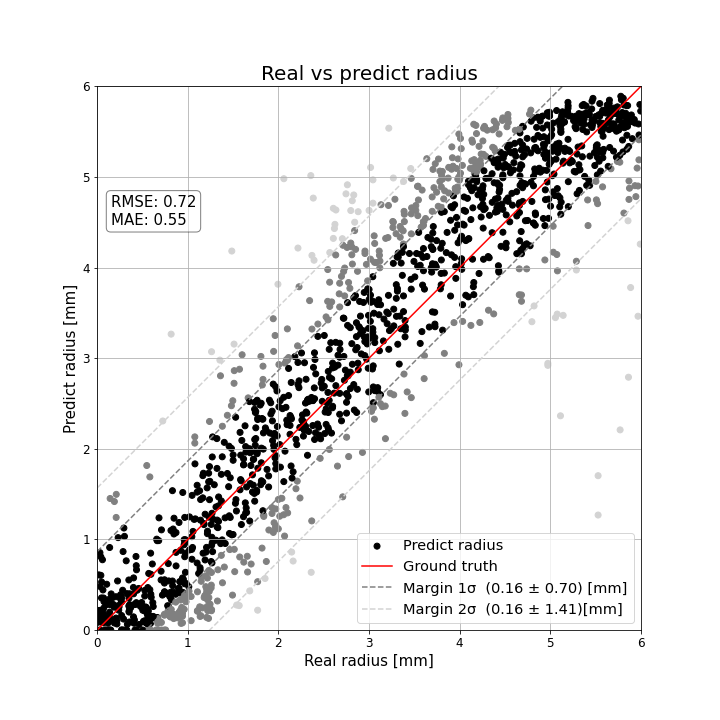 Real vs predict radius
6
5
4
3
2
1
0
Predict radius [mm]
RMSE: 0.72
MAE: 0.55
Predict radius
Ground truth
Margin 1σ (0.16 ± 0.70) [mm]
Margin 2σ (0.16 ± 1.41)[mm]
0 1 2 3 4 5 6
Real radius [mm]